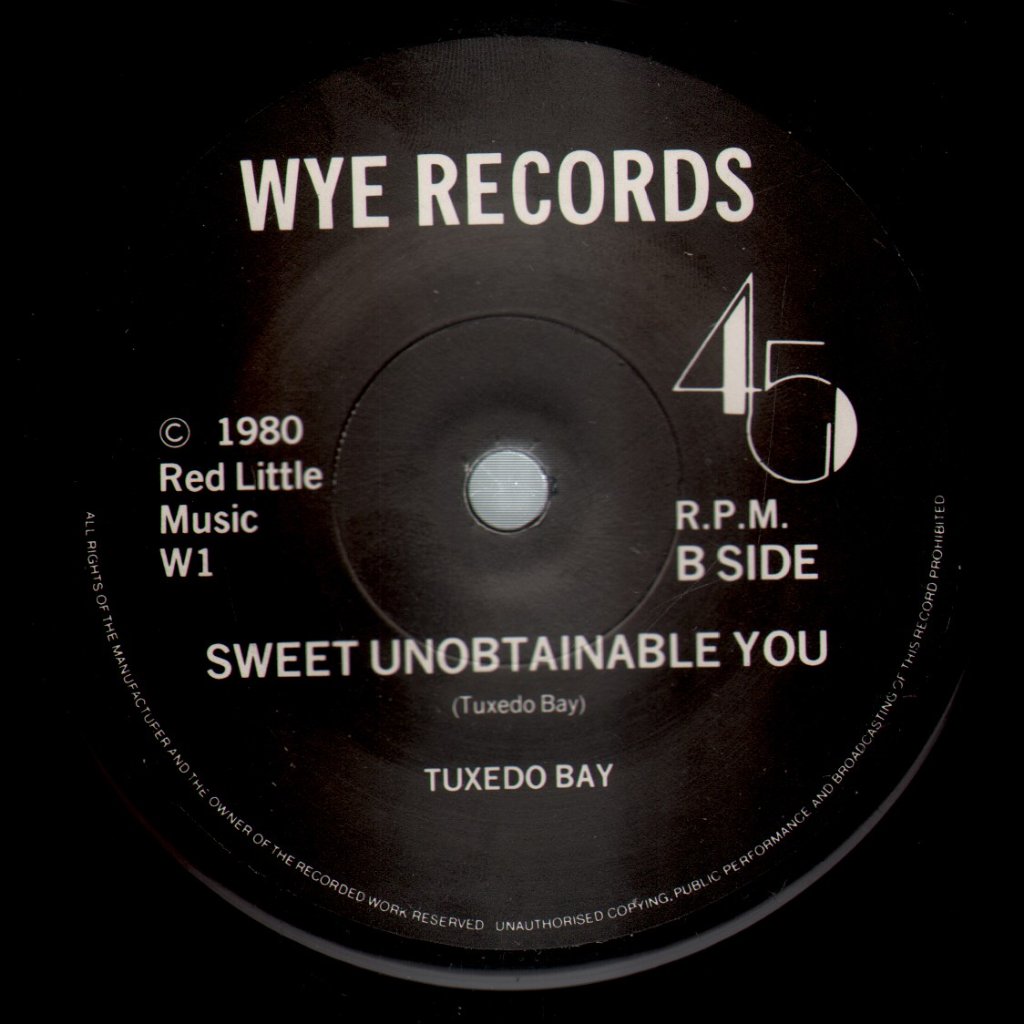 WYE RECORDS
45
© 1980
Red Little
Music
W1
R.P.M.
B SIDE
SWEET UNOBTAINABLE YOU
(Tuxedo Bay)
TUXEDO BAY
ALL RIGHTS OF THE MANUFACTURER AND THE OWNER OF THE RECORDED WORK RESERVED UNAUTHORISED COPYING, PUBLIC PERFORMANCE AND BROADCASTING OF THIS RECORD PROHIBITED